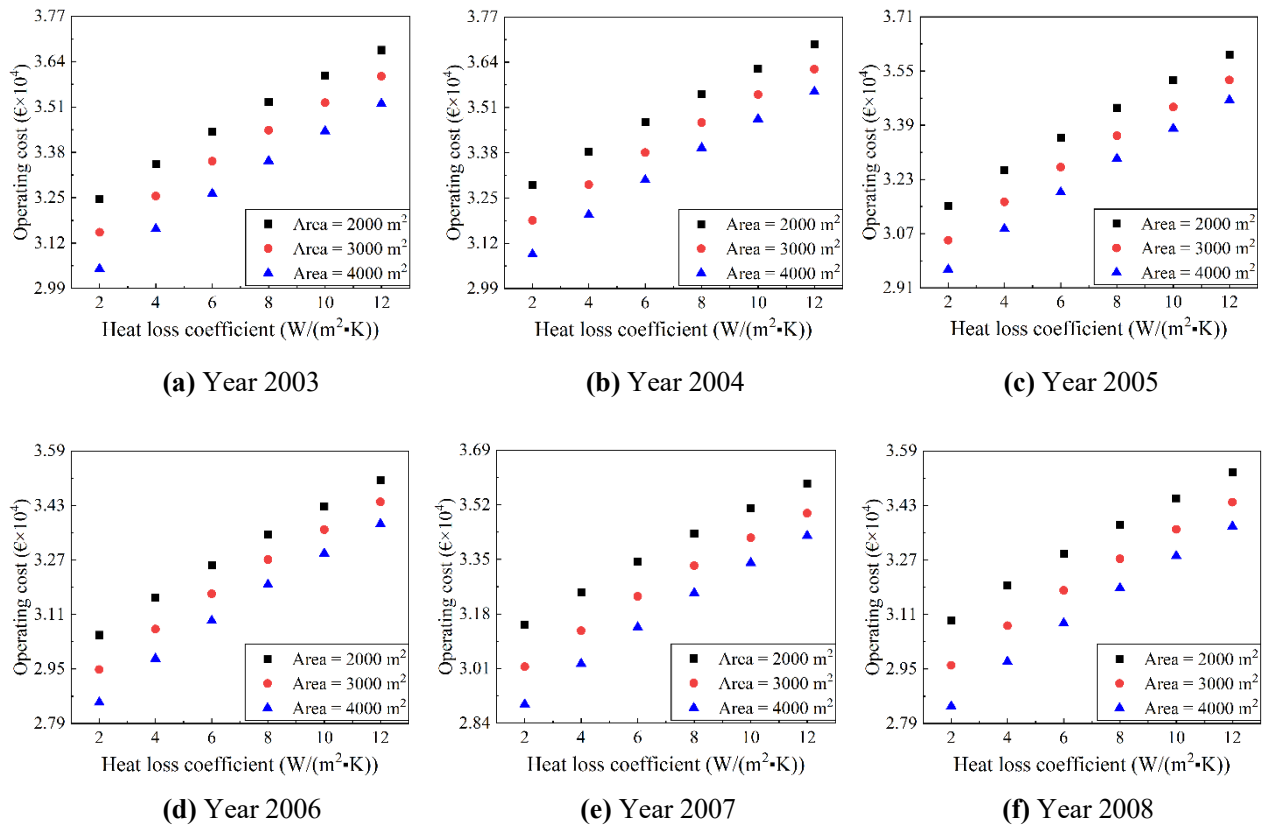 Operating cost (€×10⁴)
3.77
3.64
3.51
3.38
3.25
3.12
2.99
Area = 2000 m²
Area = 3000 m²
Area = 4000 m²
2 4 6 8 10 12
Heat loss coefficient (W/(m²▪K))
(a) Year 2003
Operating cost (€×10⁴)
3.77
3.64
3.51
3.38
3.25
3.12
2.99
Area = 2000 m²
Area = 3000 m²
Area = 4000 m²
2 4 6 8 10 12
Heat loss coefficient (W/(m²▪K))
(b) Year 2004
Operating cost (€×10⁴)
3.71
3.55
3.39
3.23
3.07
2.91
Area = 2000 m²
Area = 3000 m²
Area = 4000 m²
2 4 6 8 10 12
Heat loss coefficient (W/(m²▪K))
(c) Year 2005
Operating cost (€×10⁴)
3.59
3.43
3.27
3.11
2.95
2.79
Area = 2000 m²
Area = 3000 m²
Area = 4000 m²
2 4 6 8 10 12
Heat loss coefficient (W/(m²▪K))
(d) Year 2006
Operating cost (€×10⁴)
3.69
3.52
3.35
3.18
3.01
2.84
Area = 2000 m²
Area = 3000 m²
Area = 4000 m²
2 4 6 8 10 12
Heat loss coefficient (W/(m²▪K))
(e) Year 2007
Operating cost (€×10⁴)
3.59
3.43
3.27
3.11
2.95
2.79
Area = 2000 m²
Area = 3000 m²
Area = 4000 m²
2 4 6 8 10 12
Heat loss coefficient (W/(m²▪K))
(f) Year 2008